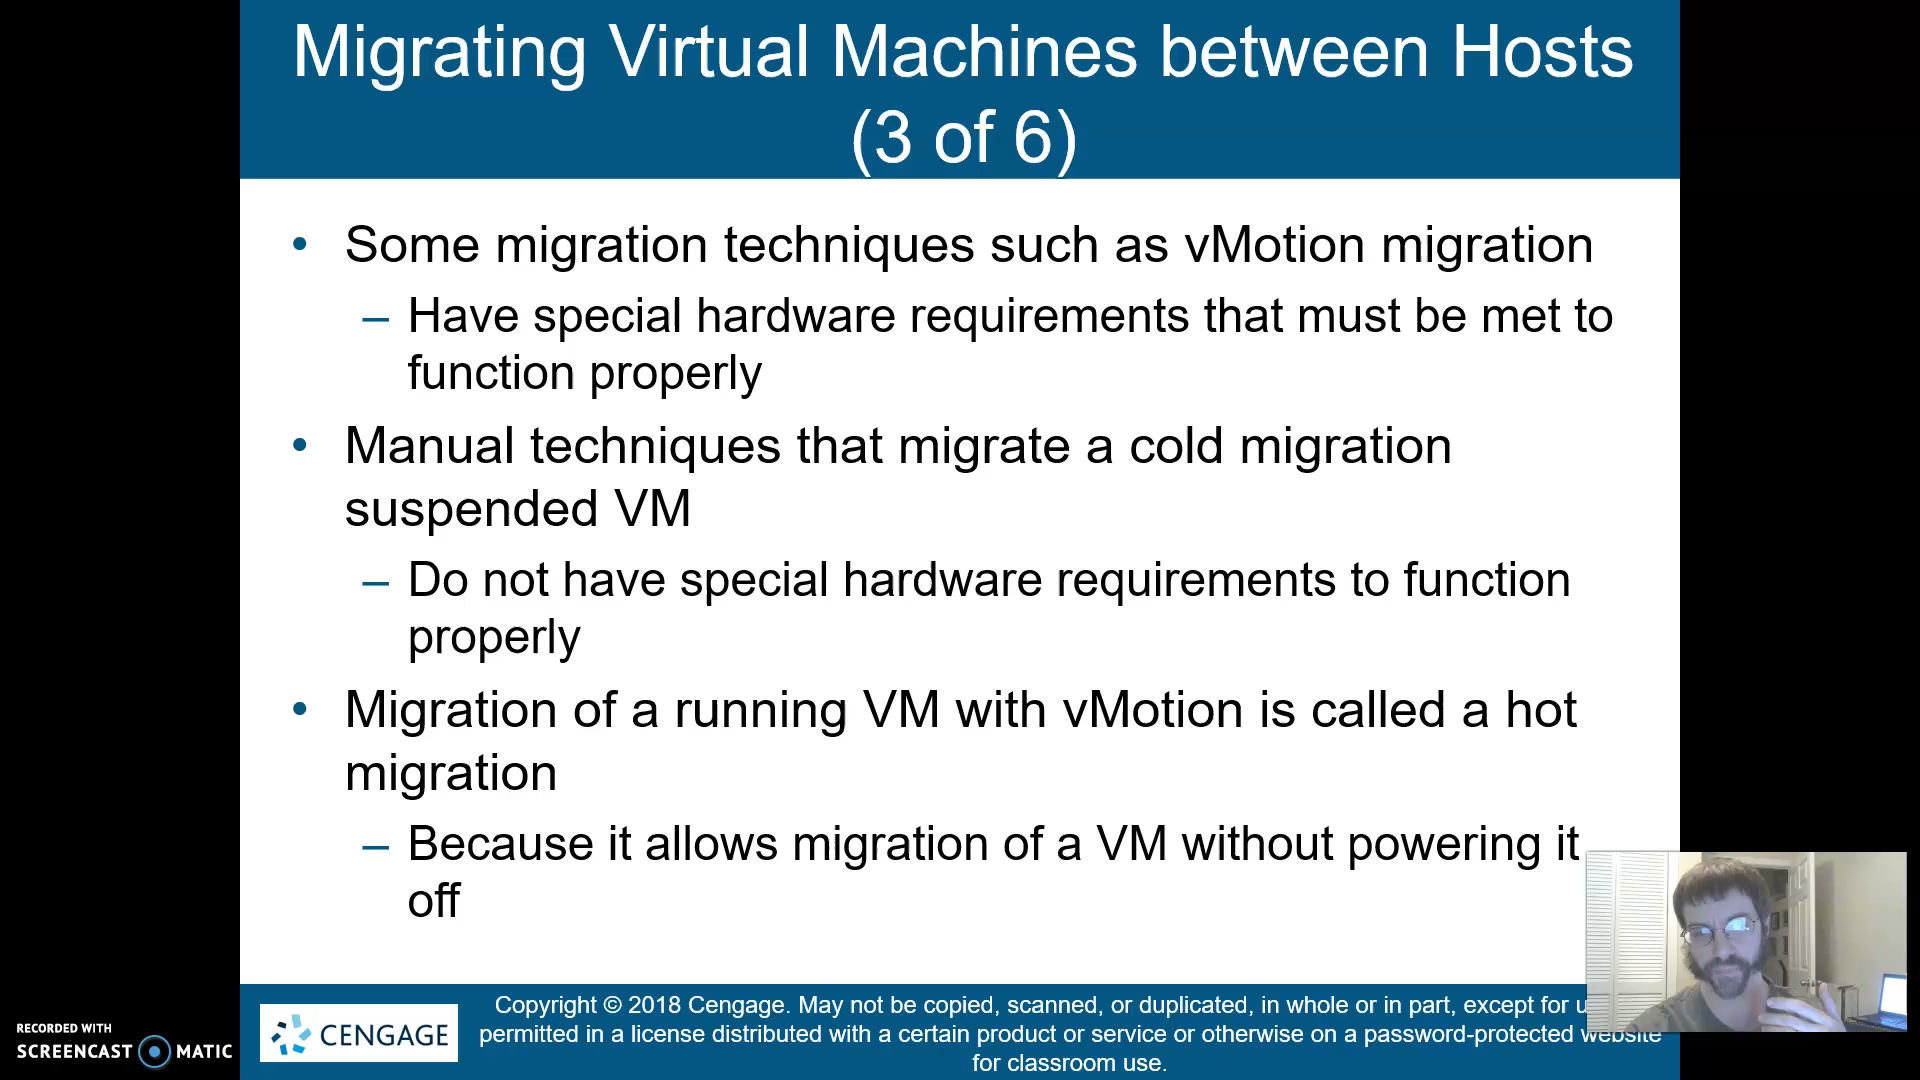 Migrating Virtual Machines between Hosts
(3 of 6)
• Some migration techniques such as vMotion migration
– Have special hardware requirements that must be met to
function properly
• Manual techniques that migrate a cold migration
suspended VM
– Do not have special hardware requirements to function
properly
• Migration of a running VM with vMotion is called a hot
migration
– Because it allows migration of a VM without powering it
off
Copyright © 2018 Cengage. May not be copied, scanned, or duplicated, in whole or in part, except for
permitted in a license distributed with a certain product or service or otherwise on a password-protected website
for classroom use.
CENGAGE
RECORDED WITH
SCREENCAST MATIC